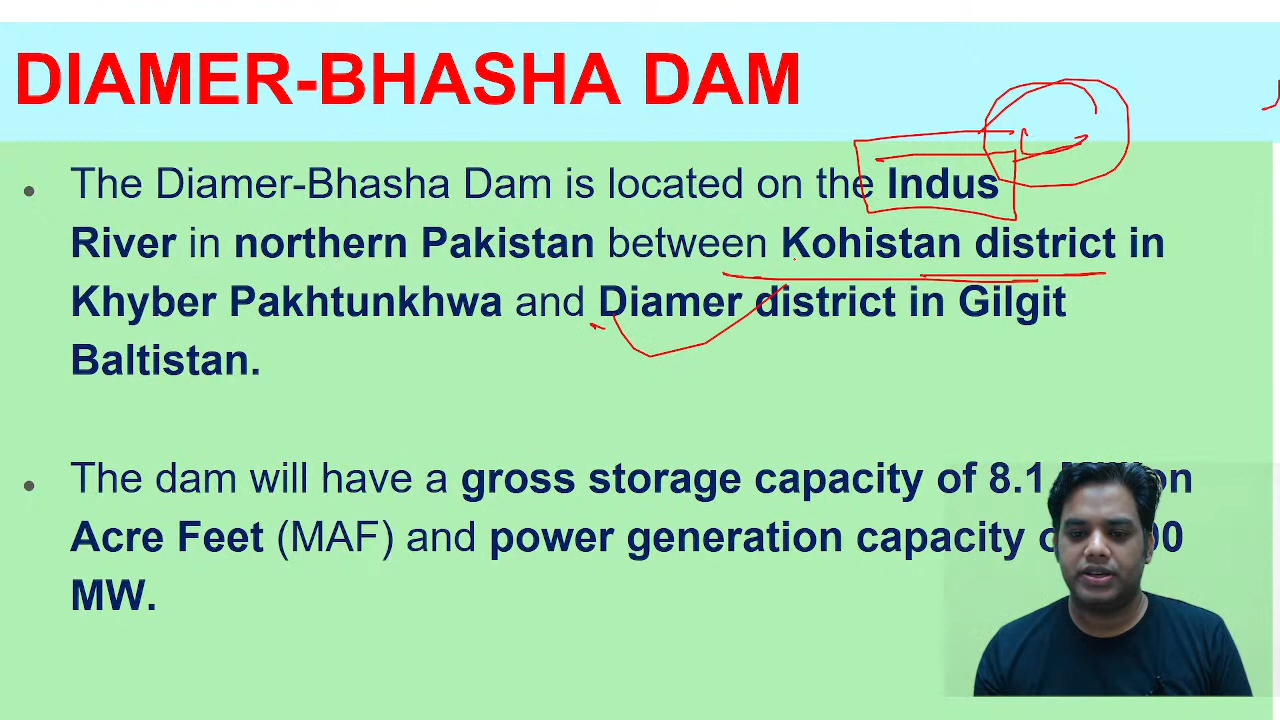 DIAMER-BHASHA DAM
The Diamer-Bhasha Dam is located on the Indus
River in northern Pakistan between Kohistan district in
Khyber Pakhtunkhwa and Diamer district in Gilgit
Baltistan.
The dam will have a gross storage capacity of 8.1
Acre Feet (MAF) and power generation capacity
MW.